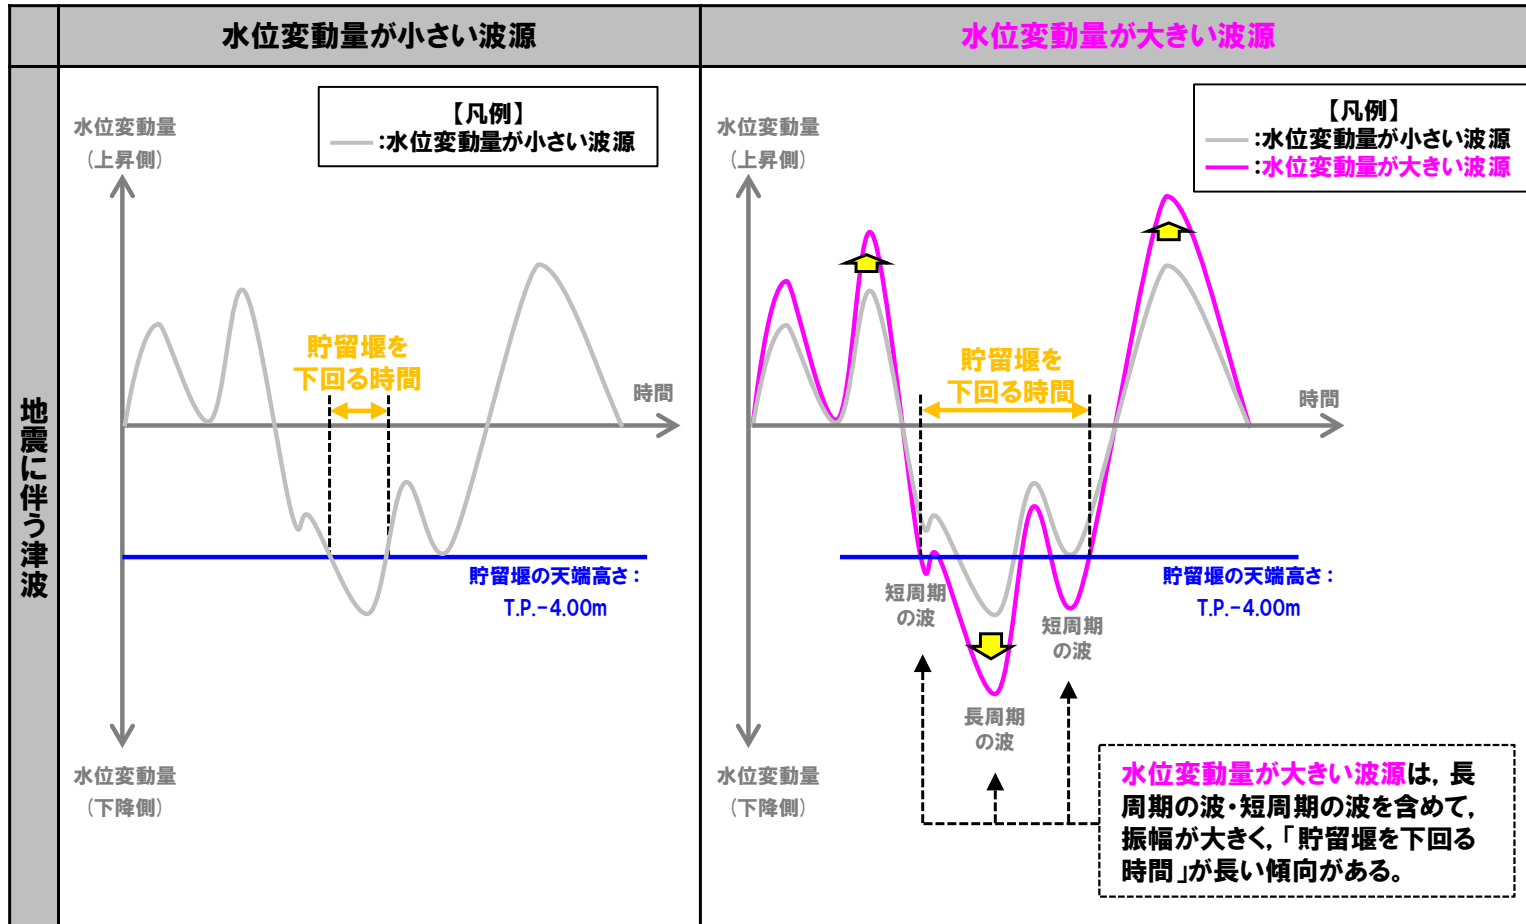 水位変動量が小さい波源
水位変動量が大きい波源
地震に伴う津波
水位変動量
(上昇側)
【凡例】
:水位変動量が小さい波源
貯留堰を
下回る時間
時間
貯留堰の天端高さ:
T.P.-4.00m
水位変動量
(下降側)
水位変動量
(上昇側)
【凡例】
:水位変動量が小さい波源
:水位変動量が大きい波源
貯留堰を
下回る時間
時間
貯留堰の天端高さ:
T.P.-4.00m
短周期
の波
短周期
の波
長周期
の波
水位変動量
(下降側)
水位変動量が大きい波源は,長
周期の波・短周期の波を含めて,
振幅が大きく,「貯留堰を下回る
時間」が長い傾向がある。